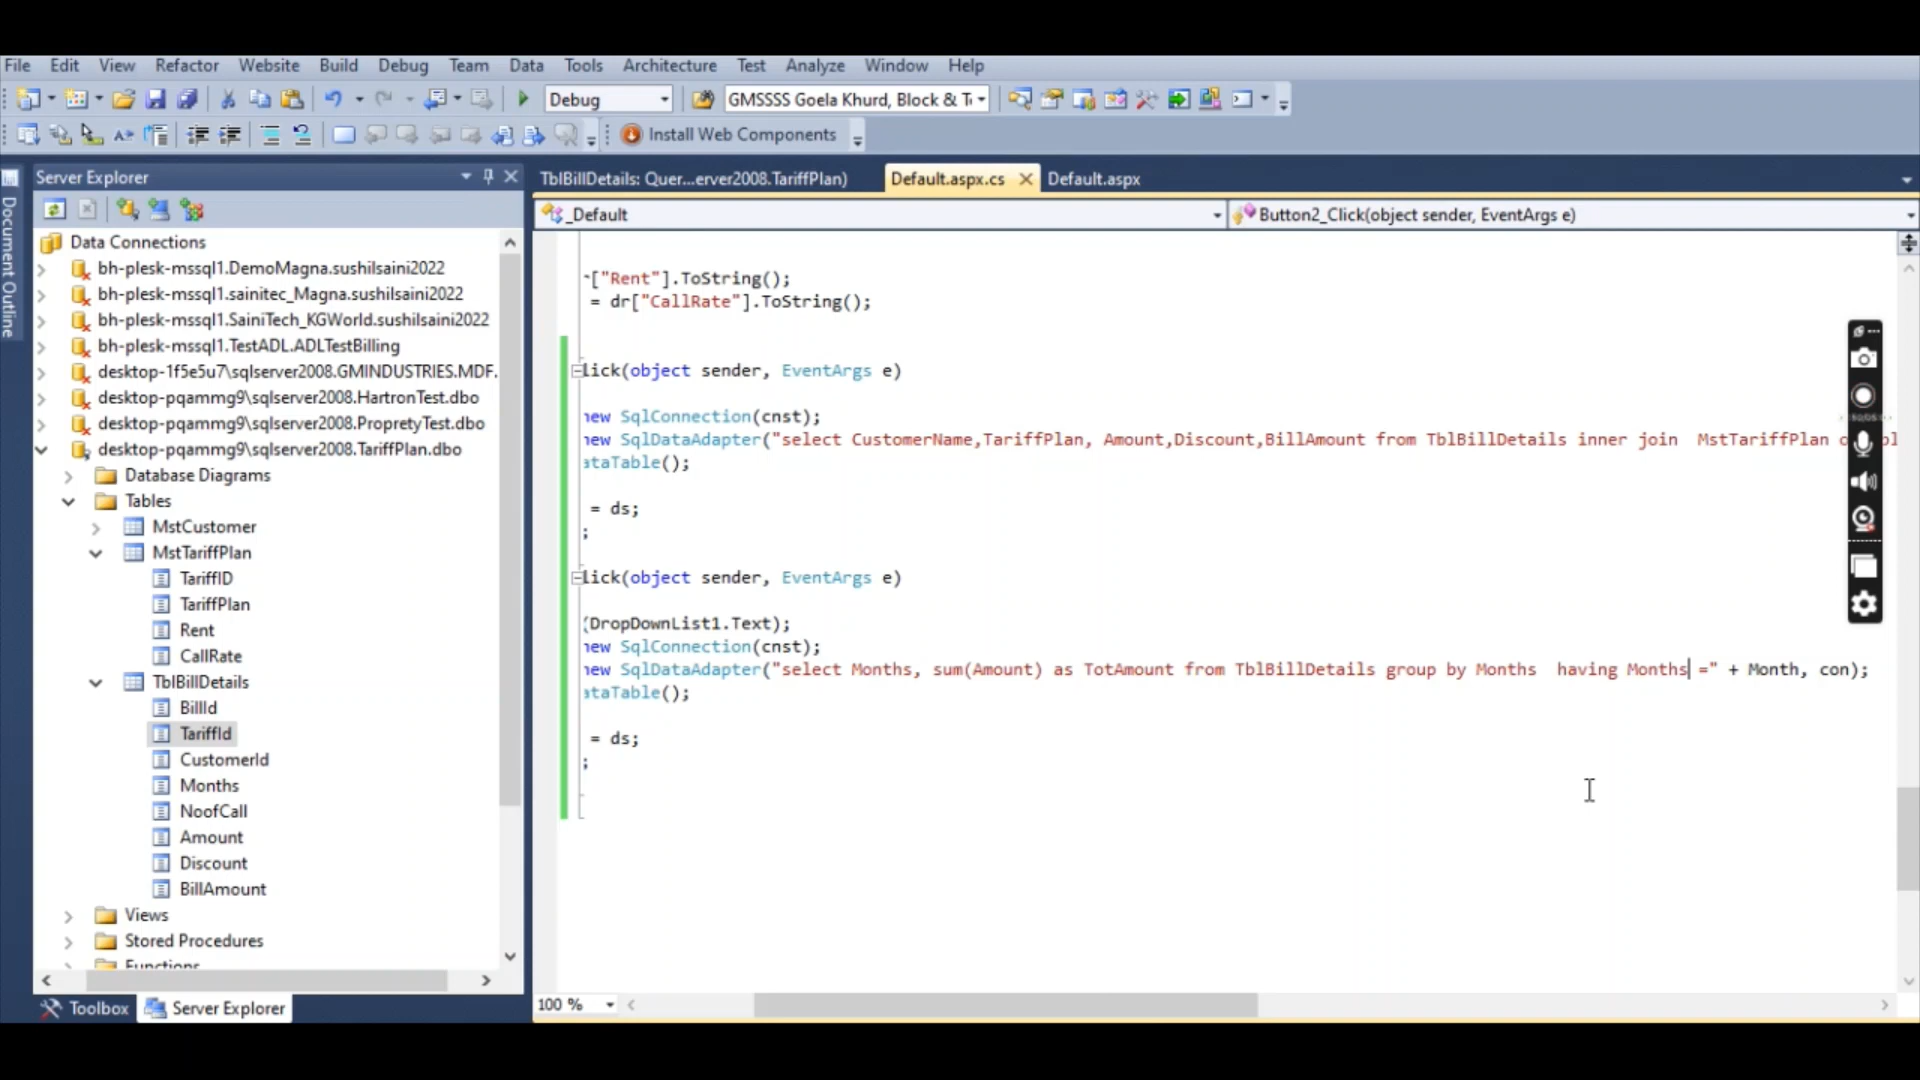 File Edit View Refactor Website Build Debug Team Data Tools Architecture Test Analyze Window Help
Debug GMSSSS Goela Khurd, Block & T
Install Web Components
Document Outline
Server Explorer
Data Connections
bh-plesk-mssql1.DemoMagna.sushilsaini2022
bh-plesk-mssql1.sainitec_Magna.sushilsaini2022
bh-plesk-mssql1.SainiTech_KGWorld.sushilsaini2022
bh-plesk-mssql1.TestADL.ADLTestBilling
desktop-1f5e5u7\sqlserver2008.GMINDUSTRIES.MDF.
desktop-pqammg9\sqlserver2008.HartronTest.dbo
desktop-pqammg9\sqlserver2008.PropretyTest.dbo
desktop-pqammg9\sqlserver2008.TariffPlan.dbo
Database Diagrams
Tables
MstCustomer
MstTariffPlan
TariffID
TariffPlan
Rent
CallRate
TblBillDetails
BillId
TariffId
CustomerId
Months
NoofCall
Amount
Discount
BillAmount
Views
Stored Procedures
Functions
Toolbox Server Explorer
TblBillDetails: Quer...erver2008.TariffPlan) Default.aspx.cs Default.aspx
_Default Button2_Click(object sender, EventArgs e)
["Rent"].ToString();
= dr["CallRate"].ToString();
lick(object sender, EventArgs e)
new SqlConnection(cnst);
new SqlDataAdapter("select CustomerName,TariffPlan, Amount,Discount,BillAmount from TblBillDetails inner join MstTariffPlan
ataTable();
= ds;
;
lick(object sender, EventArgs e)
(DropDownList1.Text);
new SqlConnection(cnst);
new SqlDataAdapter("select Months, sum(Amount) as TotAmount from TblBillDetails group by Months having Months =" + Month, con);
ataTable();
= ds;
;
100 %